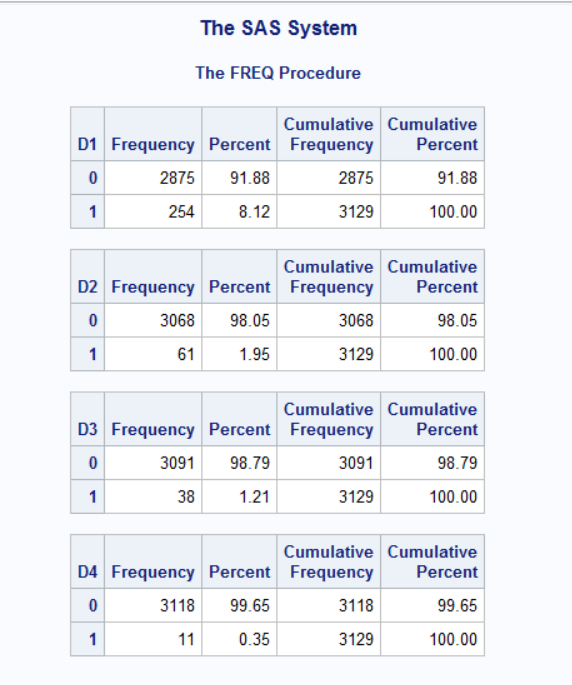 The SAS System
The FREQ Procedure
D1 Frequency Percent Cumulative Frequency Cumulative Percent
0 2875 91.88 2875 91.88
1 254 8.12 3129 100.00
D2 Frequency Percent Cumulative Frequency Cumulative Percent
0 3068 98.05 3068 98.05
1 61 1.95 3129 100.00
D3 Frequency Percent Cumulative Frequency Cumulative Percent
0 3091 98.79 3091 98.79
1 38 1.21 3129 100.00
D4 Frequency Percent Cumulative Frequency Cumulative Percent
0 3118 99.65 3118 99.65
1 11 0.35 3129 100.00